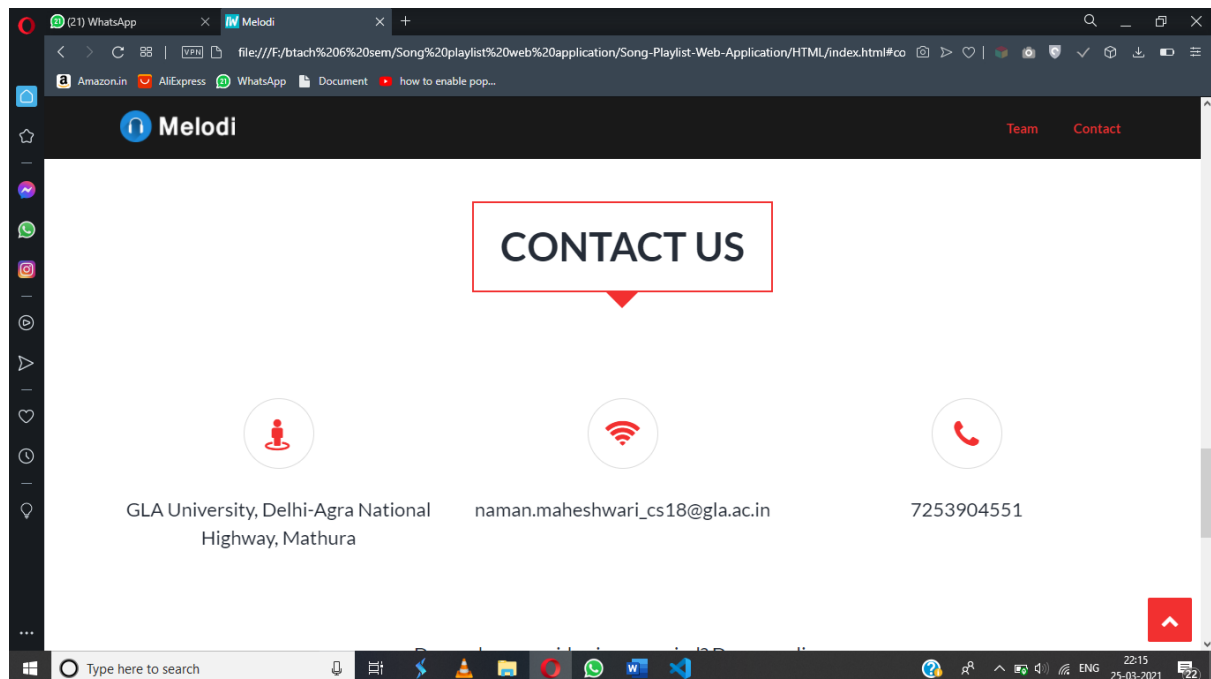 (21) WhatsApp
Melodi
VPN
file:///F:/btach%206%20sem/Song%20playlist%20web%20application/Song-Playlist-Web-Application/HTML/index.html#co
Amazon.in
AliExpress
WhatsApp
Document
how to enable pop...
Melodi
Team
Contact
CONTACT US
GLA University, Delhi-Agra National
Highway, Mathura
naman.maheshwari_cs18@gla.ac.in
7253904551
Type here to search
ENG
22:15
25-03-2021
22